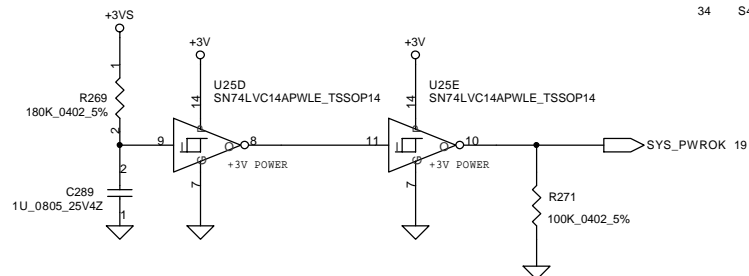 34 S4
+3VS
+3V
+3V
U25D
SN74LVC14APWLE_TSSOP14
U25E
SN74LVC14APWLE_TSSOP14
1
R269
180K_0402_5%
2
14
P
9
I
O
8
+3V POWER
G
7
14
P
11
I
O
10
+3V POWER
G
7
SYS_PWROK 19
2
C289
1U_0805_25V4Z
1
R271
100K_0402_5%